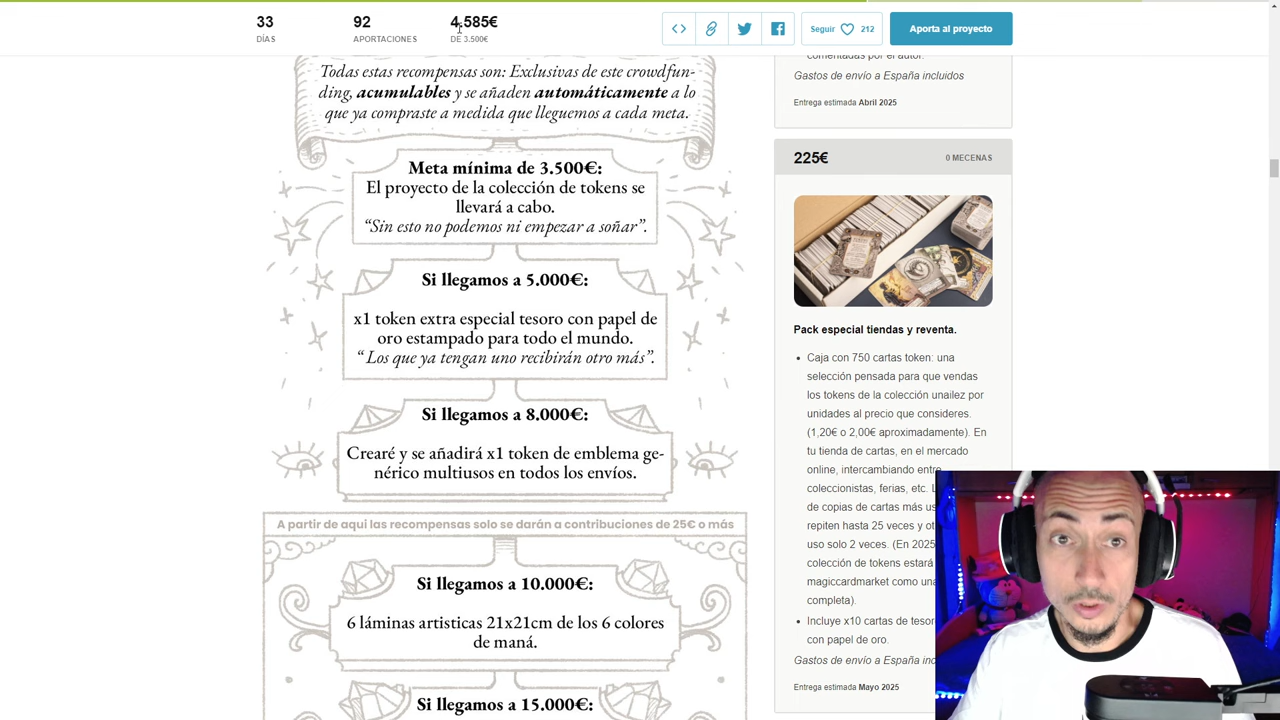 33
DÍAS
92
APORTACIONES
4.585€
DE 3.500€
Seguir
212
Aporta al proyecto
Todas estas recompensas son: Exclusivas de este crowdfun-
ding, acumulables y se añaden automáticamente a lo
que ya compraste a medida que lleguemos a cada meta.
Meta mínima de 3.500€:
El proyecto de la colección de tokens se
llevará a cabo.
“Sin esto no podemos ni empezar a soñar”.
Si llegamos a 5.000€:
x1 token extra especial tesoro con papel de
oro estampado para todo el mundo.
“ Los que ya tengan uno recibirán otro más”.
Si llegamos a 8.000€:
Crearé y se añadirá x1 token de emblema ge-
nérico multiusos en todos los envíos.
A partir de aqui las recompensas solo se darán a contribuciones de 25€ o más
Si llegamos a 10.000€:
6 láminas artisticas 21x21cm de los 6 colores
de maná.
Si llegamos a 15.000€:
comentadas por el autor.
Gastos de envío a España incluidos
Entrega estimada Abril 2025
225€
0 MECENAS
Pack especial tiendas y reventa.
• Caja con 750 cartas token: una
selección pensada para que vendas
los tokens de la colección unailez por
unidades al precio que consideres.
(1,20€ o 2,00€ aproximadamente). En
tu tienda de cartas, en el mercado
online, intercambiando entre
coleccionistas, ferias, etc.
de copias de cartas más
repiten hasta 25 veces y
uso solo 2 veces. (En 2025
colección de tokens estará
magiccardmarket como una
completa).
• Incluye x10 cartas de
con papel de oro.
Gastos de envío a España
Entrega estimada Mayo 2025